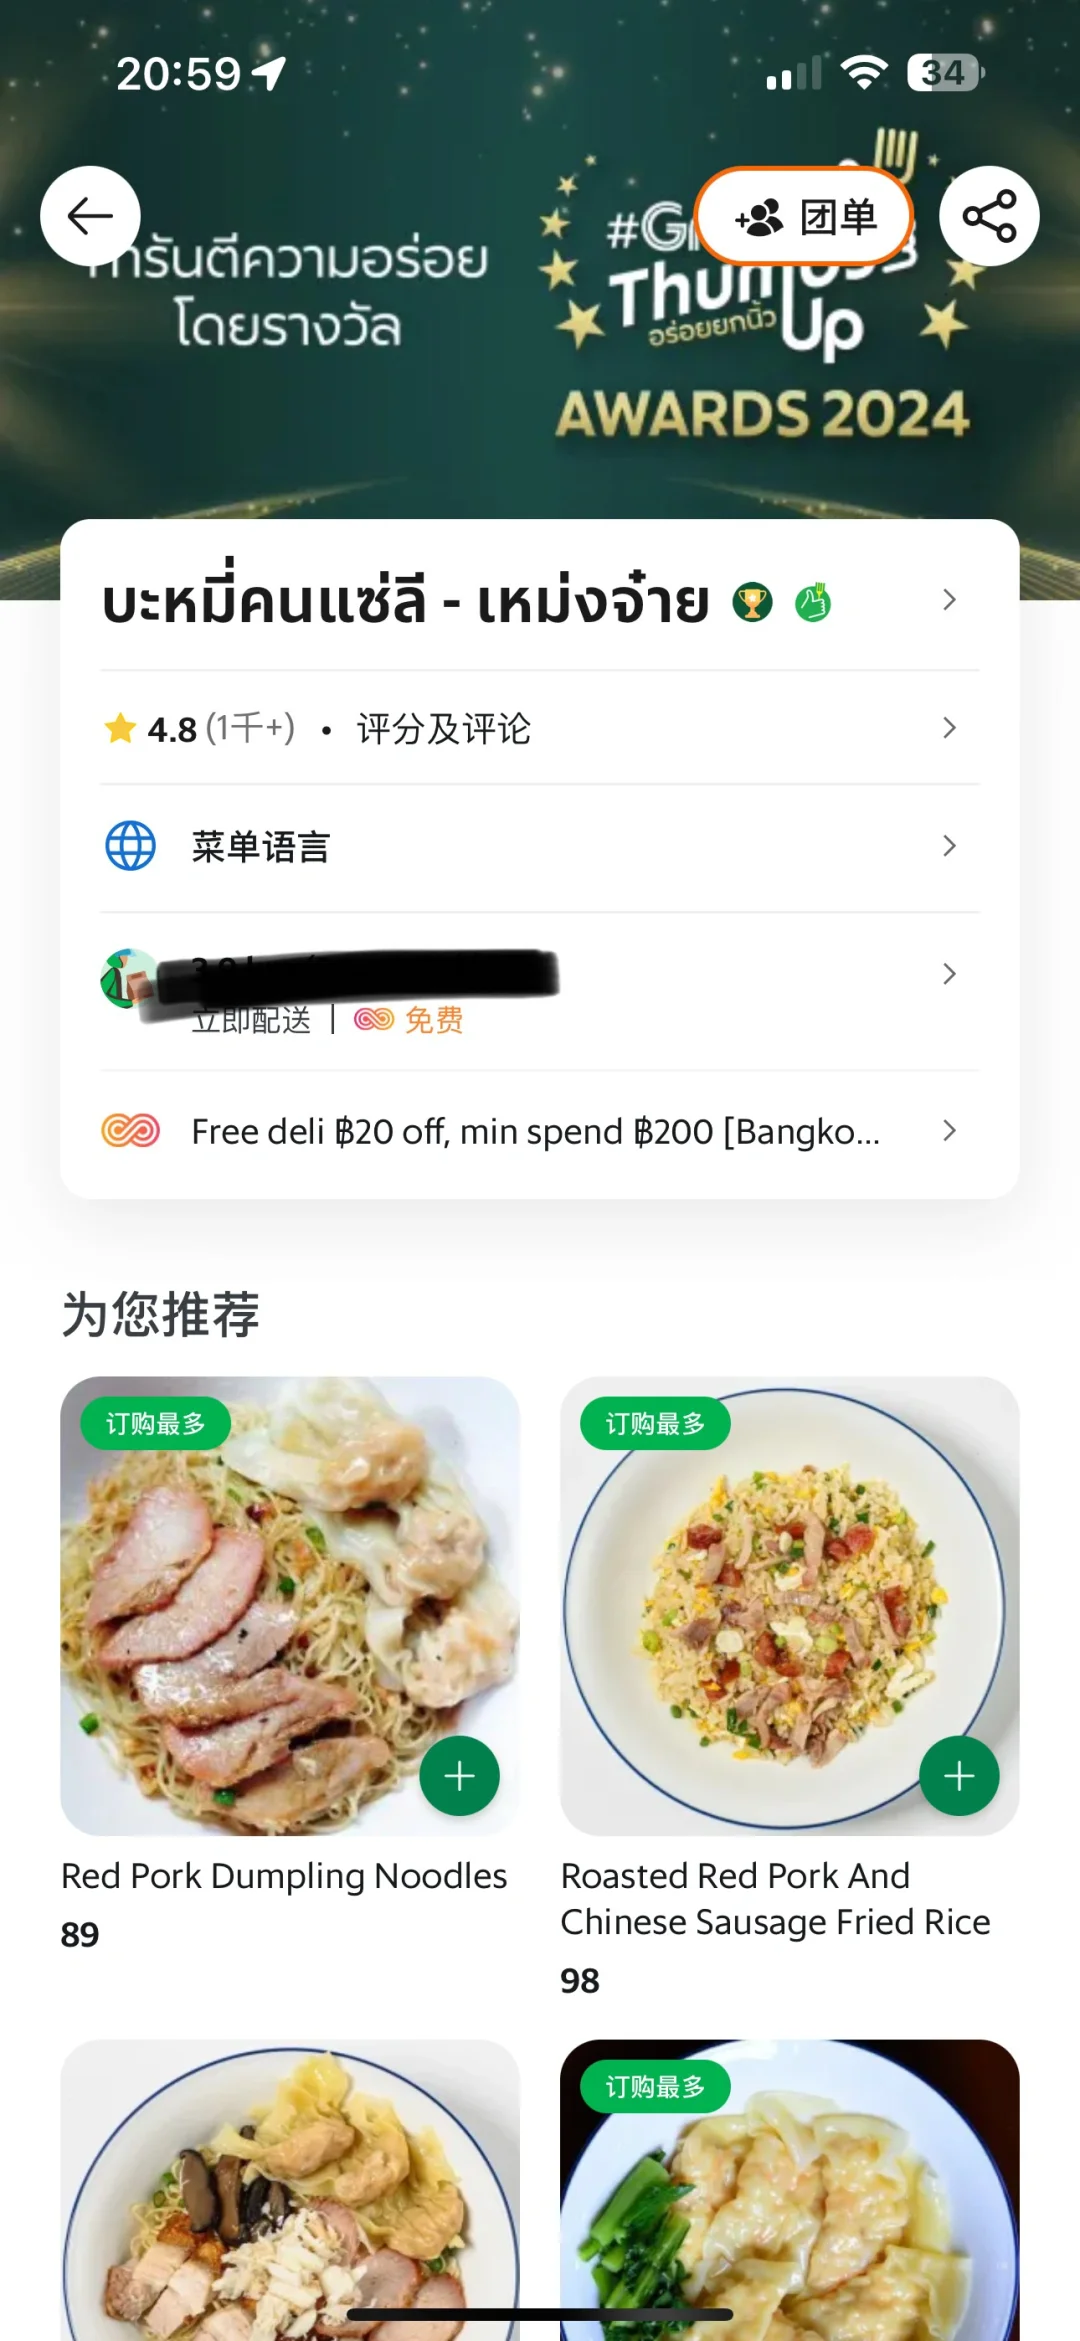 20:59
34
การันตีความอร่อย
โดยรางวัล
团单
Up
อร่อยยกนิ้ว
AWARDS 2024
บะหมี่คนแซ่ลี - เหม่งจ๋าย
4.8 (1千+) • 评分及评论
菜单语言
立即配送 | 免费
Free deli ฿20 off, min spend ฿200 [Bangko...
为您推荐
订购最多
订购最多
Red Pork Dumpling Noodles
89
Roasted Red Pork And
Chinese Sausage Fried Rice
98
订购最多